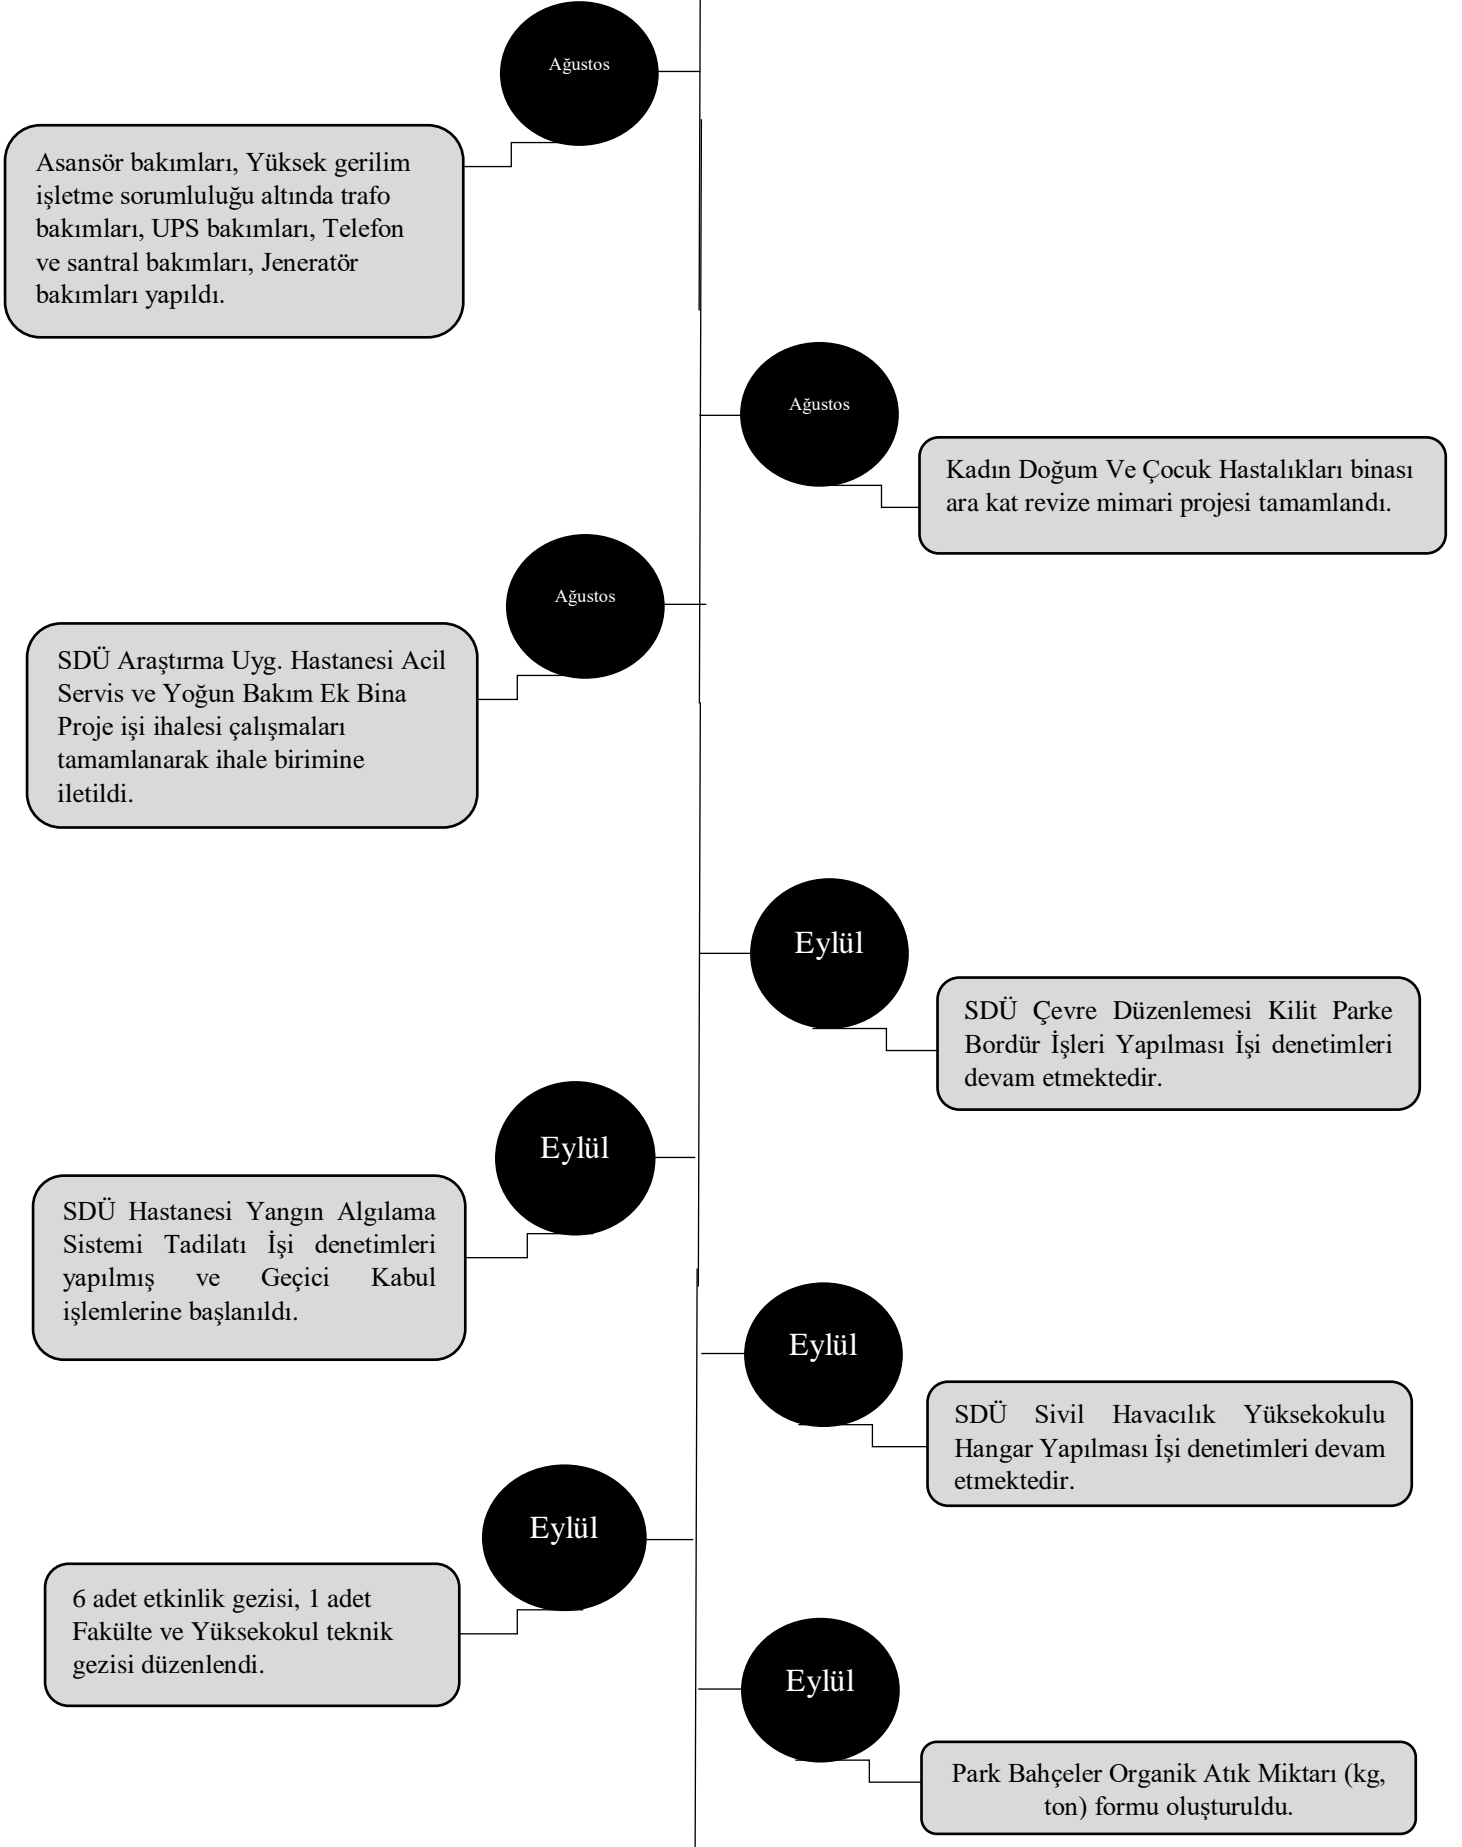 Ağustos
Asansör bakımları, Yüksek gerilim
işletme sorumluluğu altında trafo
bakımları, UPS bakımları, Telefon
ve santral bakımları, Jeneratör
bakımları yapıldı.
Ağustos
Kadın Doğum Ve Çocuk Hastalıkları binası
ara kat revize mimari projesi tamamlandı.
Ağustos
SDÜ Araştırma Uyg. Hastanesi Acil
Servis ve Yoğun Bakım Ek Bina
Proje işi ihalesi çalışmaları
tamamlanarak ihale birimine
iletildi.
Eylül
SDÜ Çevre Düzenlemesi Kilit Parke
Bordür İşleri Yapılması İşi denetimleri
devam etmektedir.
Eylül
SDÜ Hastanesi Yangın Algılama
Sistemi Tadilatı İşi denetimleri
yapılmış ve Geçici Kabul
işlemlerine başlanıldı.
Eylül
SDÜ Sivil Havacılık Yüksekokulu
Hangar Yapılması İşi denetimleri devam
etmektedir.
Eylül
6 adet etkinlik gezisi, 1 adet
Fakülte ve Yüksekokul teknik
gezisi düzenlendi.
Eylül
Park Bahçeler Organik Atık Miktarı (kg,
ton) formu oluşturuldu.